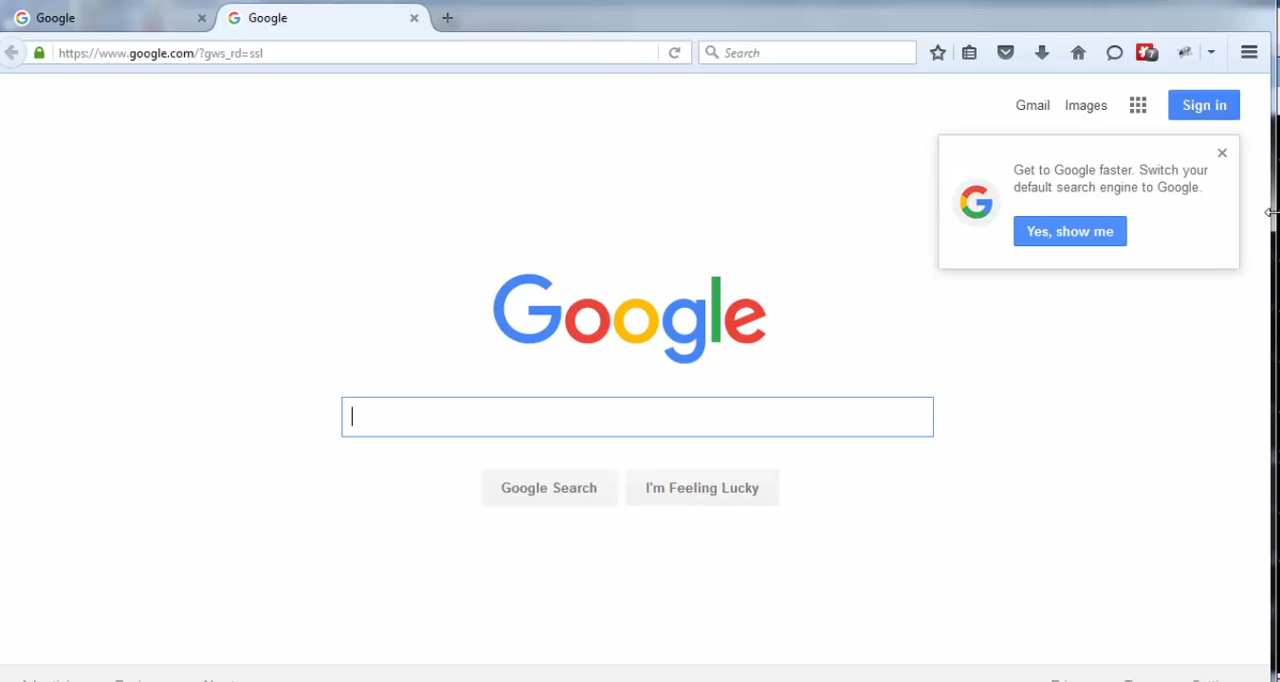 Google
Google
https://www.google.com/?gws_rd=ssl
Search
7
Gmail
Images
Sign in
Get to Google faster. Switch your
default search engine to Google.
Yes, show me
Google
Google Search
I'm Feeling Lucky